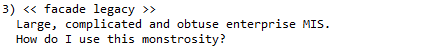 3) << facade legacy >>
Large, complicated and obtuse enterprise MIS.
How do I use this monstrosity?